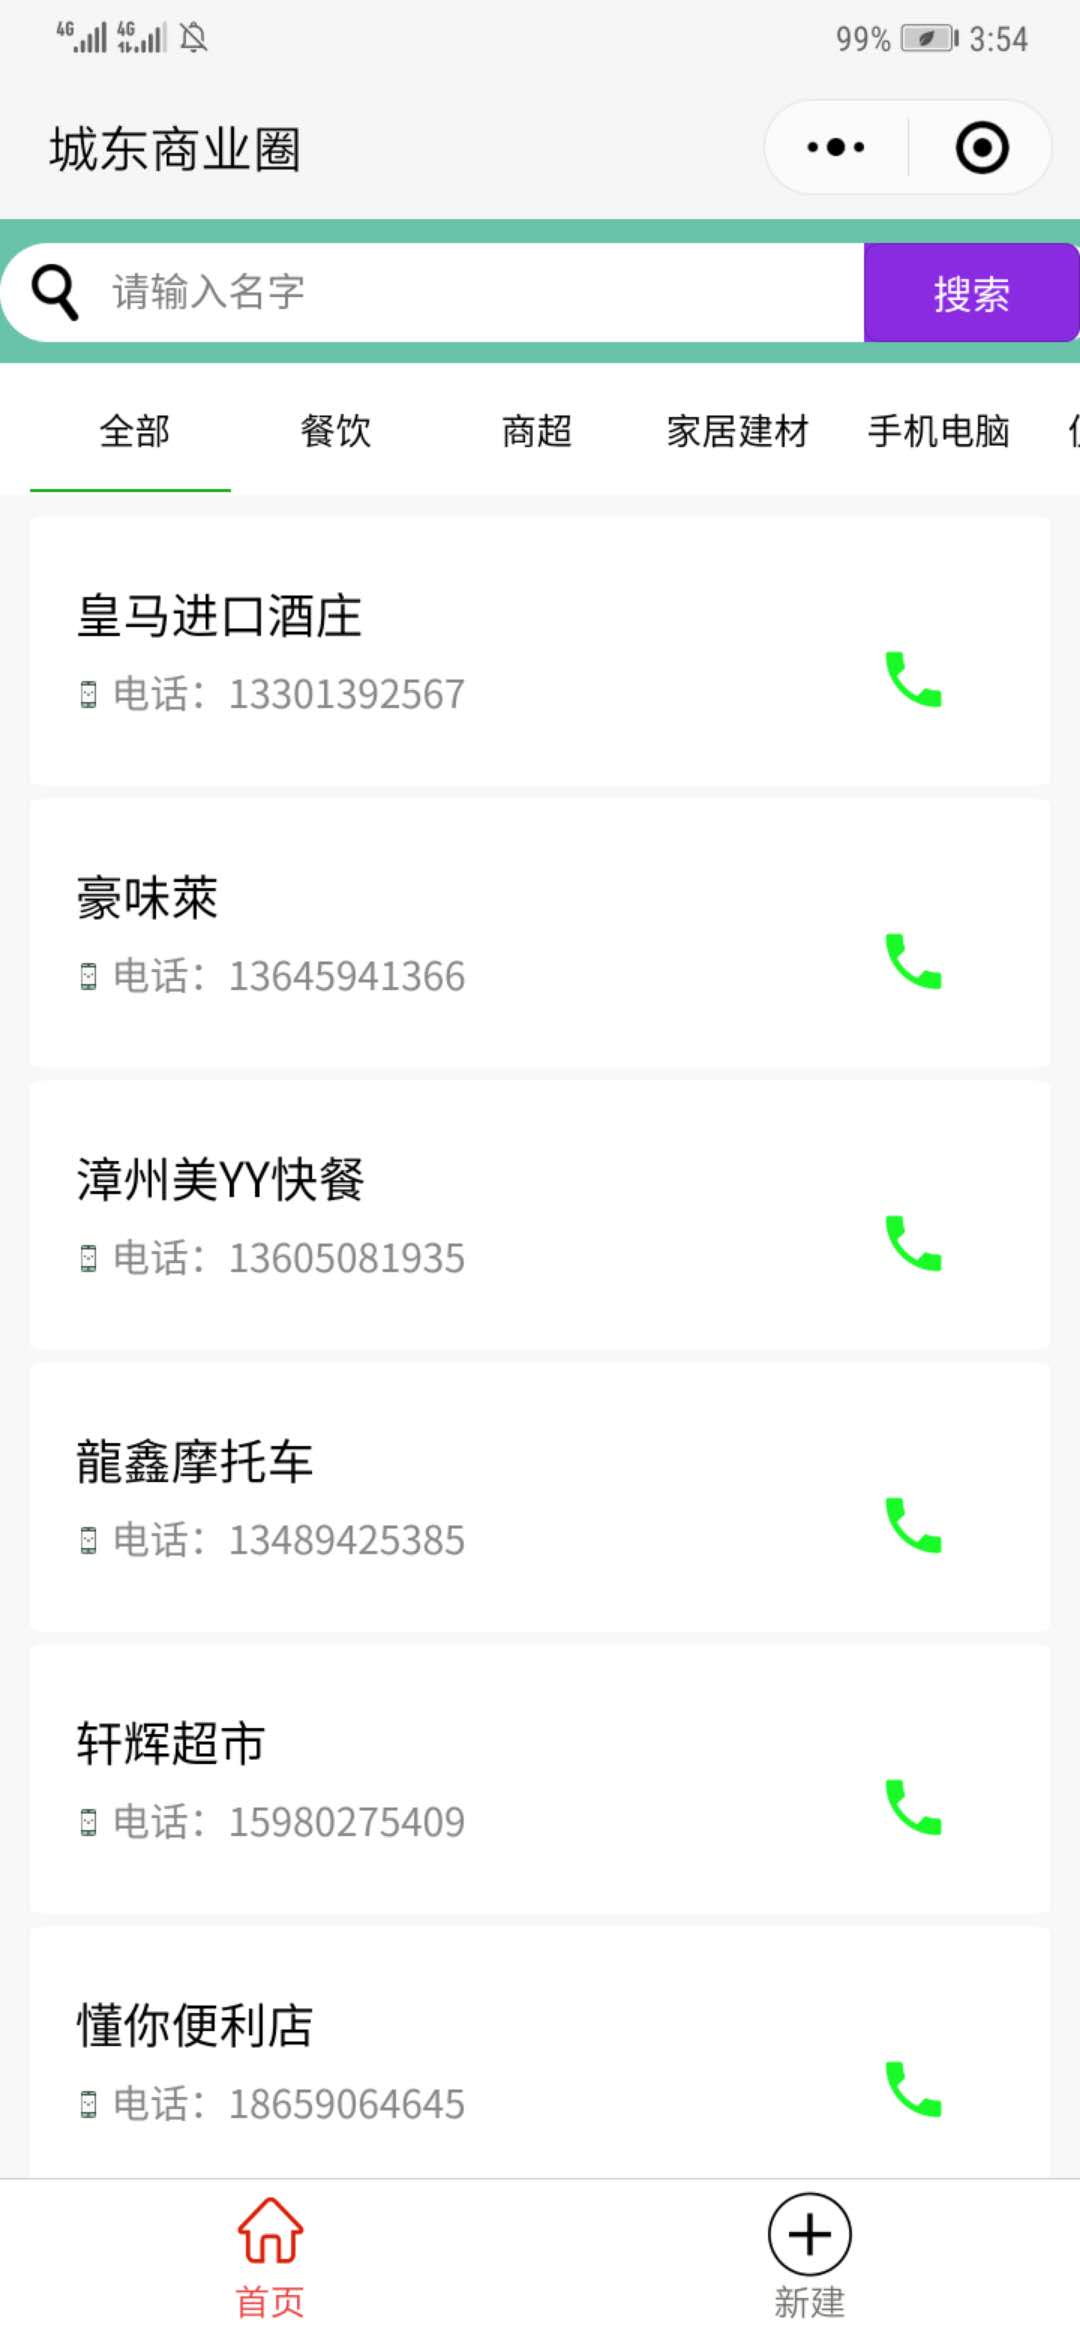 4G 4G 99% 3:54
城东商业圈
请输入名字 搜索
全部 餐饮 商超 家居建材 手机电脑
皇马进口酒庄
电话：13301392567
豪味萊
电话：13645941366
漳州美YY快餐
电话：13605081935
龍鑫摩托车
电话：13489425385
轩辉超市
电话：15980275409
懂你便利店
电话：18659064645
首页 新建